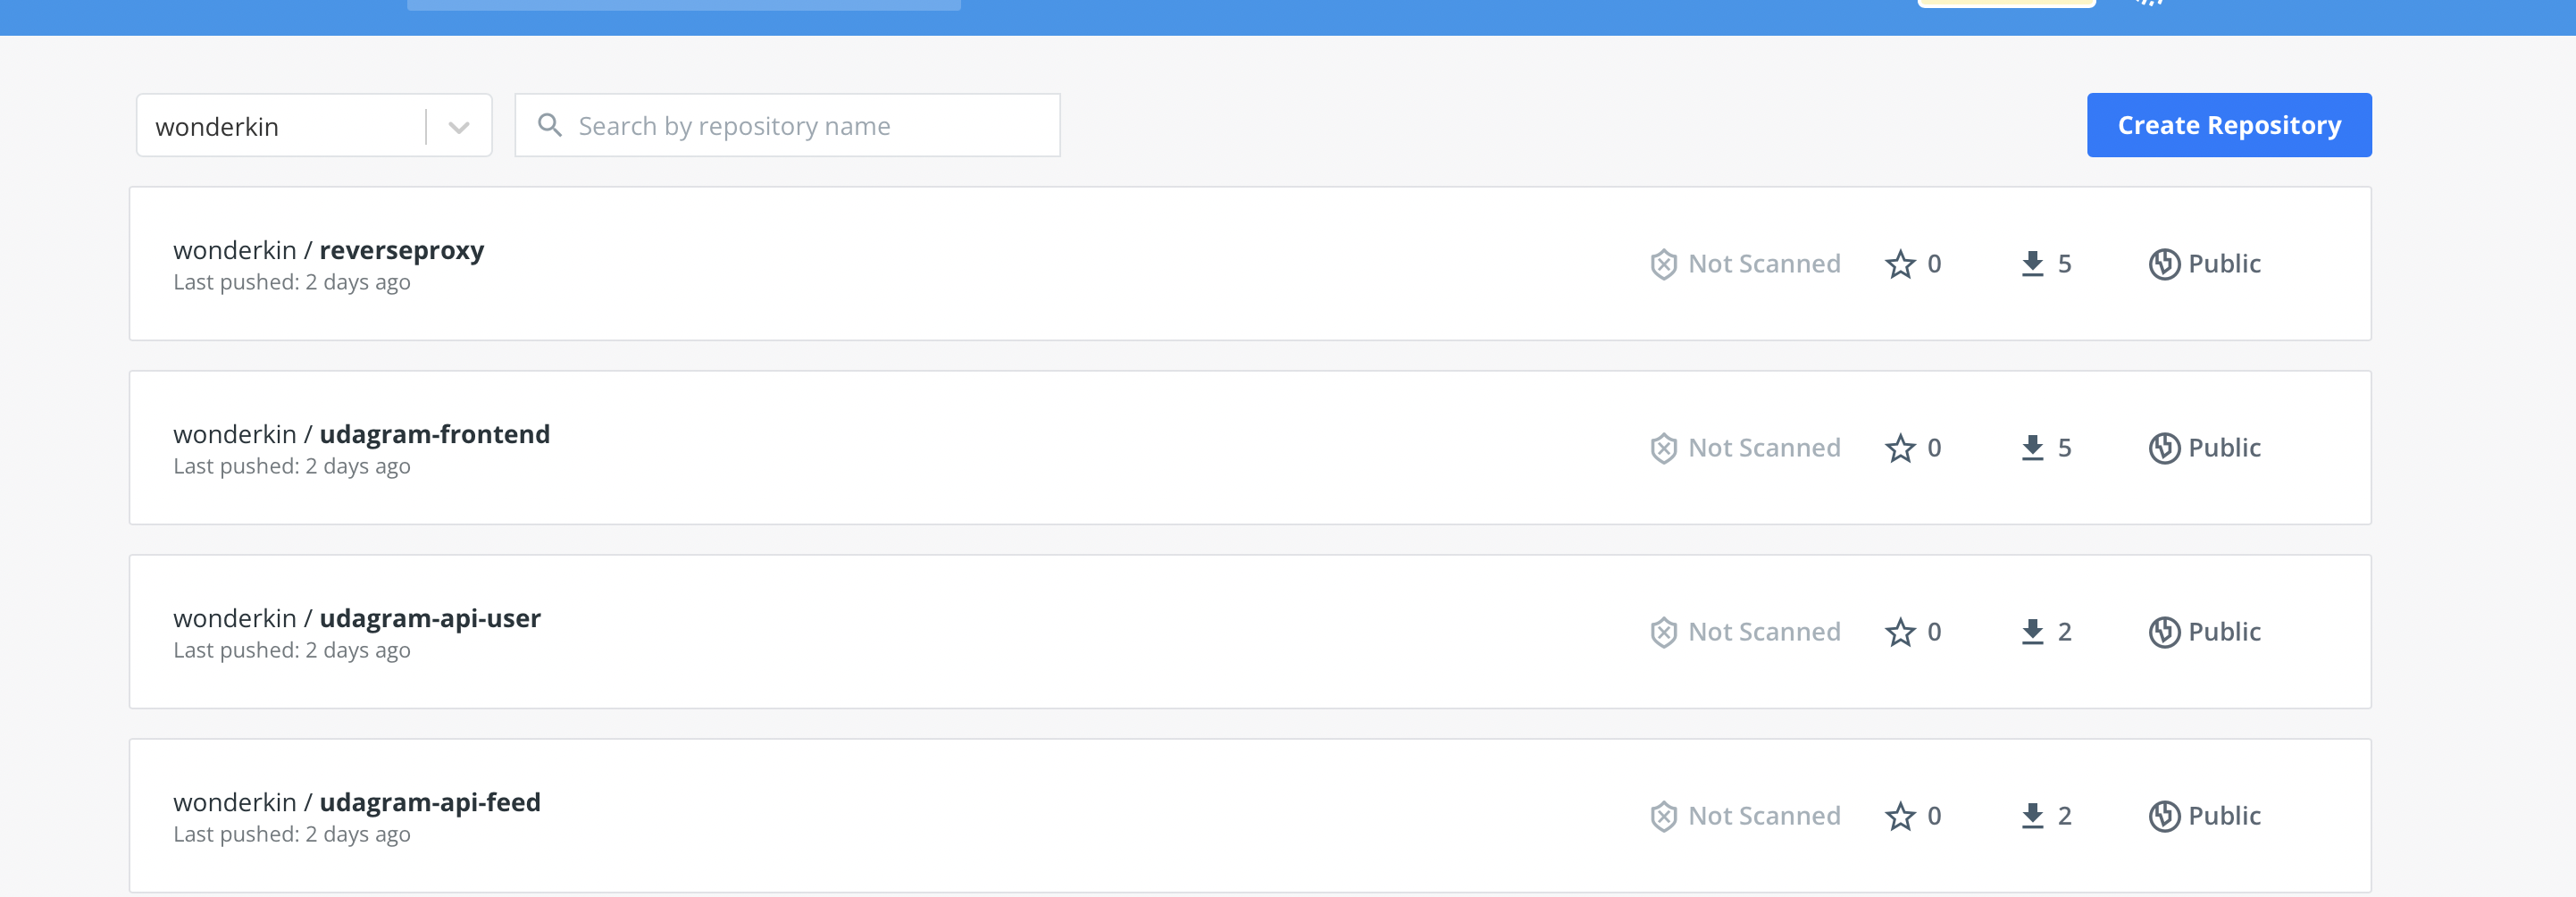 wonderkin
Search by repository name
Create Repository
wonderkin / reverseproxy
Last pushed: 2 days ago
Not Scanned
0
5
Public
wonderkin / udagram-frontend
Last pushed: 2 days ago
Not Scanned
0
5
Public
wonderkin / udagram-api-user
Last pushed: 2 days ago
Not Scanned
0
2
Public
wonderkin / udagram-api-feed
Last pushed: 2 days ago
Not Scanned
0
2
Public